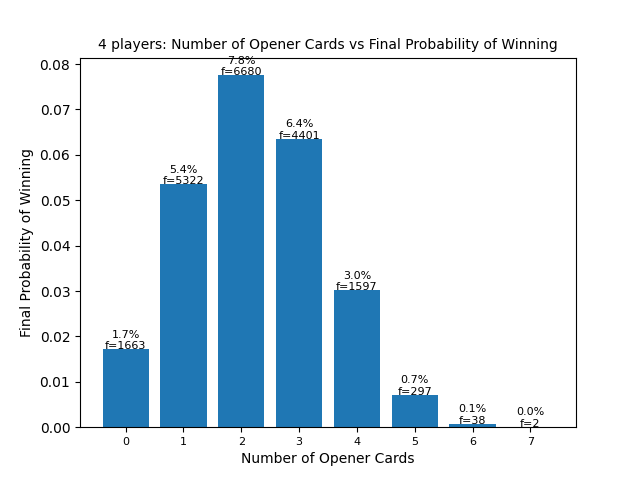 4 players: Number of Opener Cards vs Final Probability of Winning
Final Probability of Winning
0.08
0.07
0.06
0.05
0.04
0.03
0.02
0.01
0.00
1.7%
f=1663
5.4%
f=5322
7.8%
f=6680
6.4%
f=4401
3.0%
f=1597
0.7%
f=297
0.1%
f=38
0.0%
f=2
0 1 2 3 4 5 6 7
Number of Opener Cards